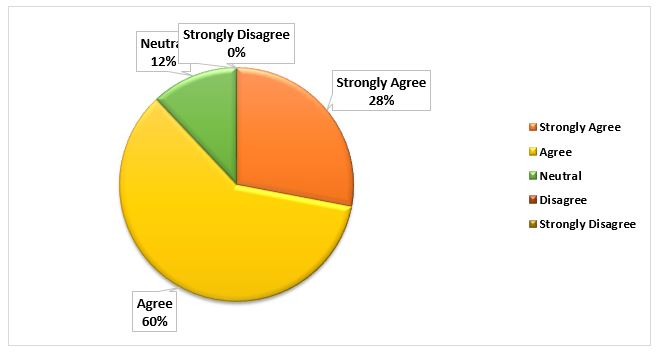 Strongly Disagree
0%
Neutra
12%
Strongly Agree
28%
Agree
60%
Strongly Agree
Agree
Neutral
Disagree
Strongly Disagree